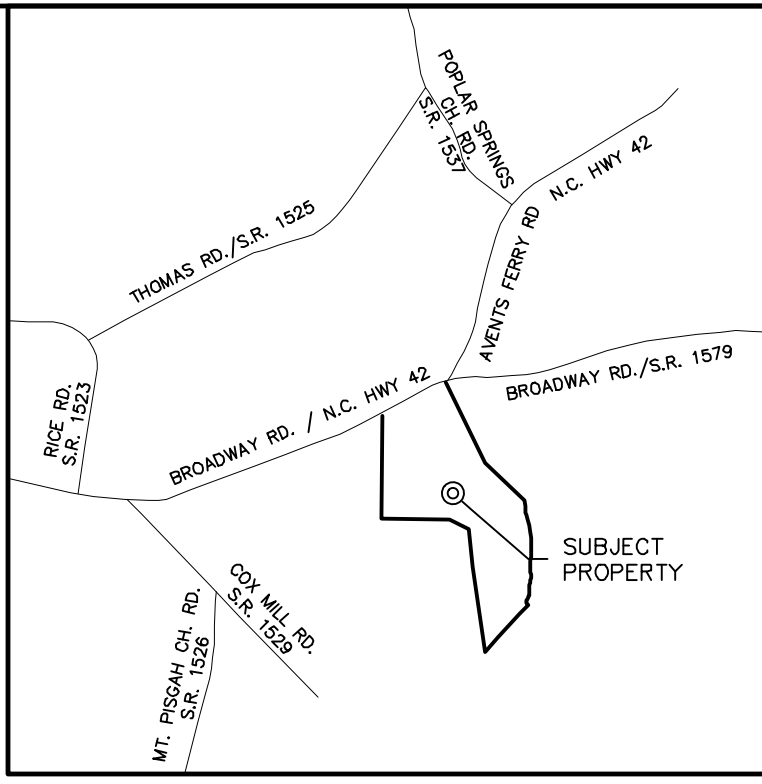 POPLAR SPRINGS
CH. RD.
S.R. 1537
N.C. HWY 42
AVENTS FERRY RD
THOMAS RD./S.R. 1525
BROADWAY RD./S.R. 1579
RICE RD.
S.R. 1523
BROADWAY RD. / N.C. HWY 42
SUBJECT
PROPERTY
COX MILL RD.
S.R. 1529
MT. PISGAH CH. RD.
S.R. 1526